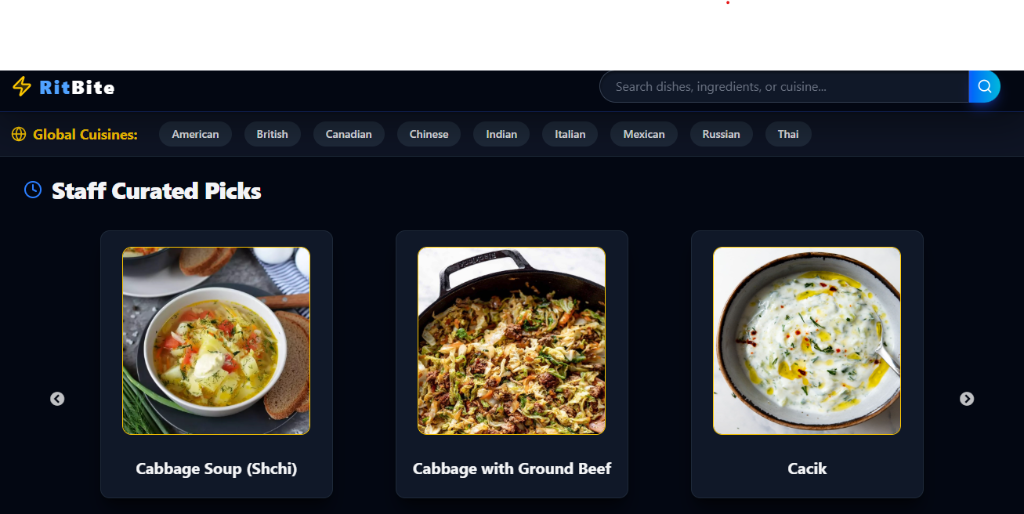 RitBite
Search dishes, ingredients, or cuisine...
Global Cuisines: American British Canadian Chinese Indian Italian Mexican Russian Thai
Staff Curated Picks
Cabbage Soup (Shchi) Cabbage with Ground Beef Cacik